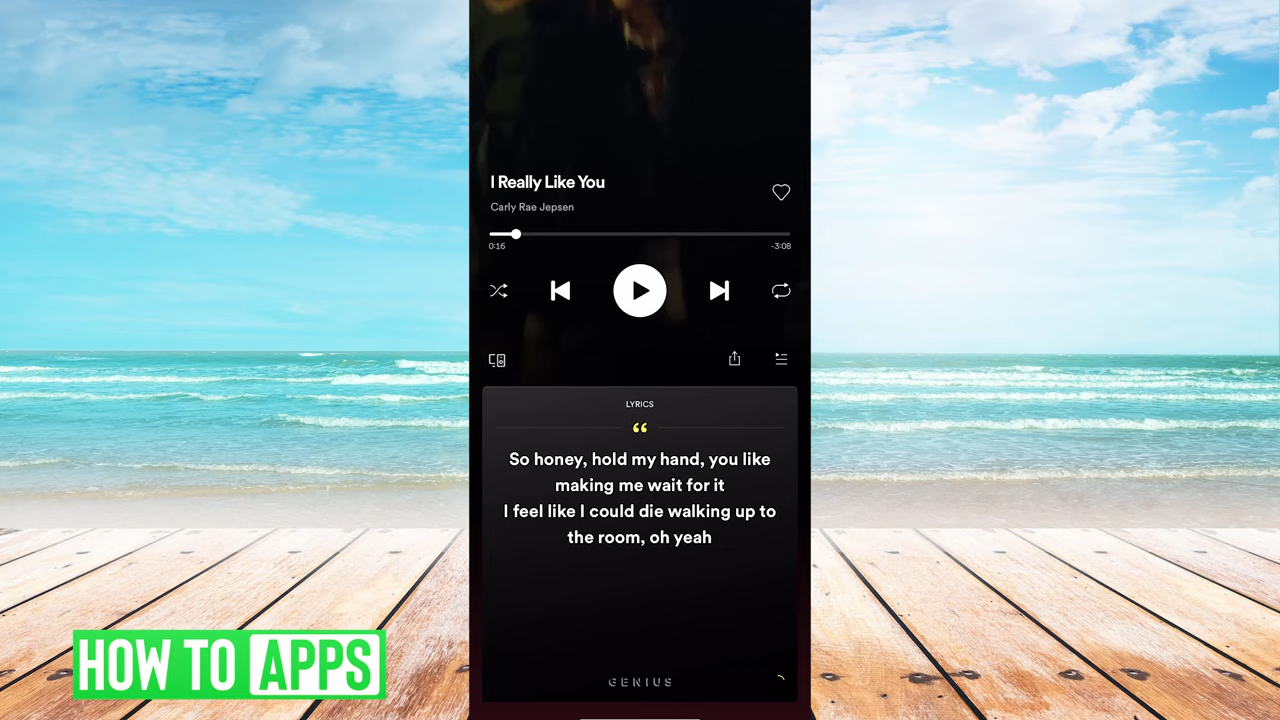 I Really Like You
Carly Rae Jepsen
0:16
-3:08
LYRICS
“
So honey, hold my hand, you like
making me wait for it
I feel like I could die walking up to
the room, oh yeah
GENIUS
HOW TO APPS